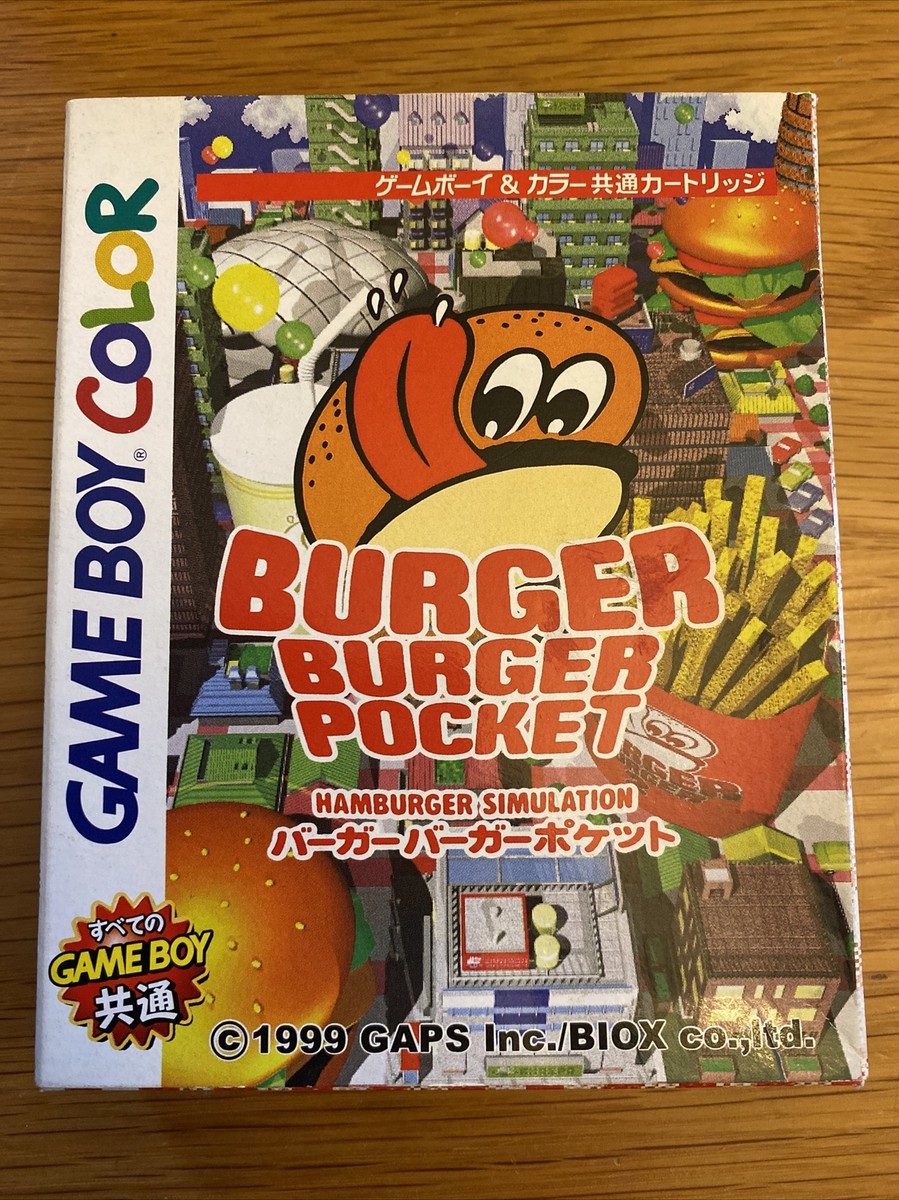 ゲームボーイ & カラー共通カートリッジ
GAME BOY® COLOR
BURGER
BURGER
POCKET
HAMBURGER SIMULATION
バーガーバーガーポケット
すべての
GAME BOY
共通
©1999 GAPS Inc./BIOX co.,ltd.